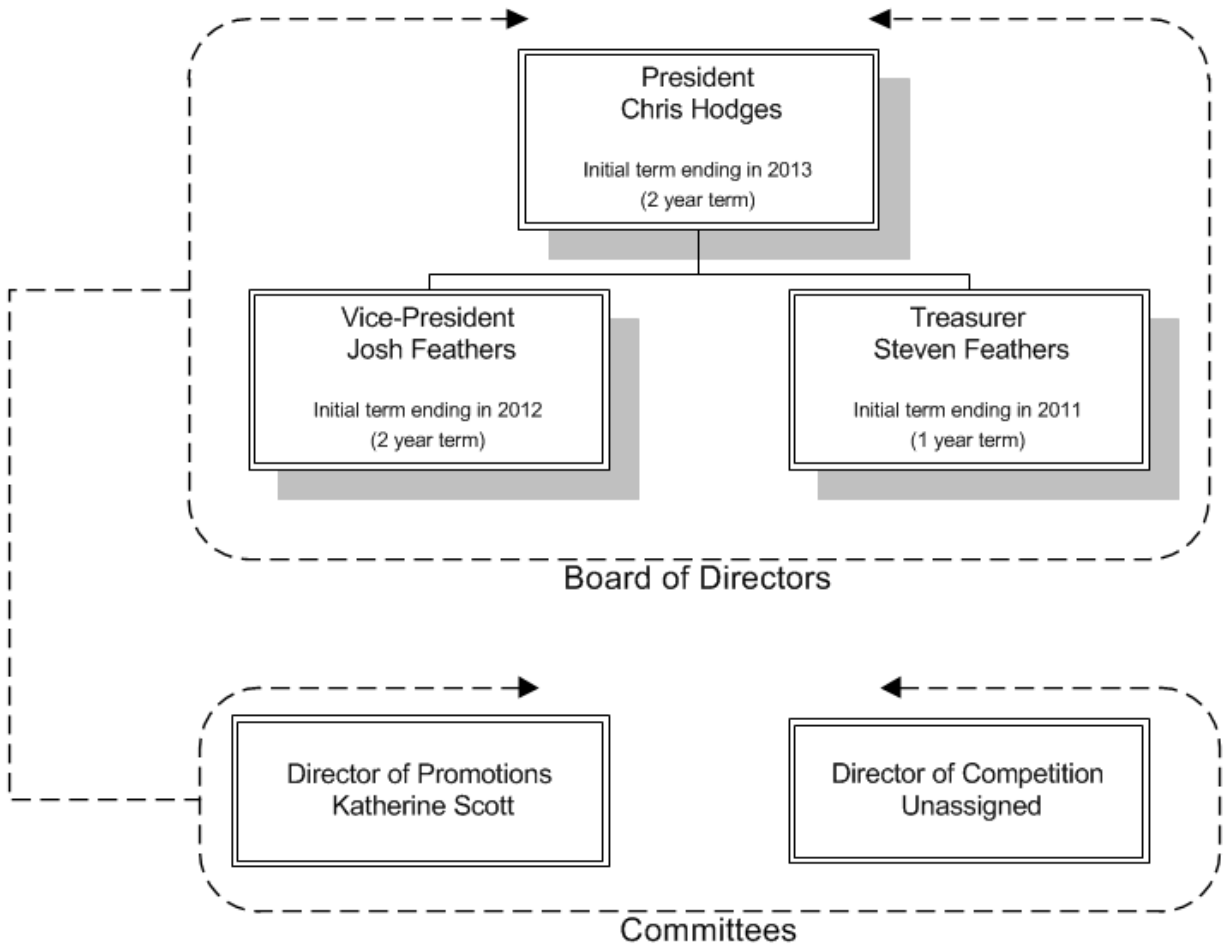 President
Chris Hodges
Initial term ending in 2013
(2 year term)
Vice-President
Josh Feathers
Initial term ending in 2012
(2 year term)
Treasurer
Steven Feathers
Initial term ending in 2011
(1 year term)
Board of Directors
Director of Promotions
Katherine Scott
Director of Competition
Unassigned
Committees